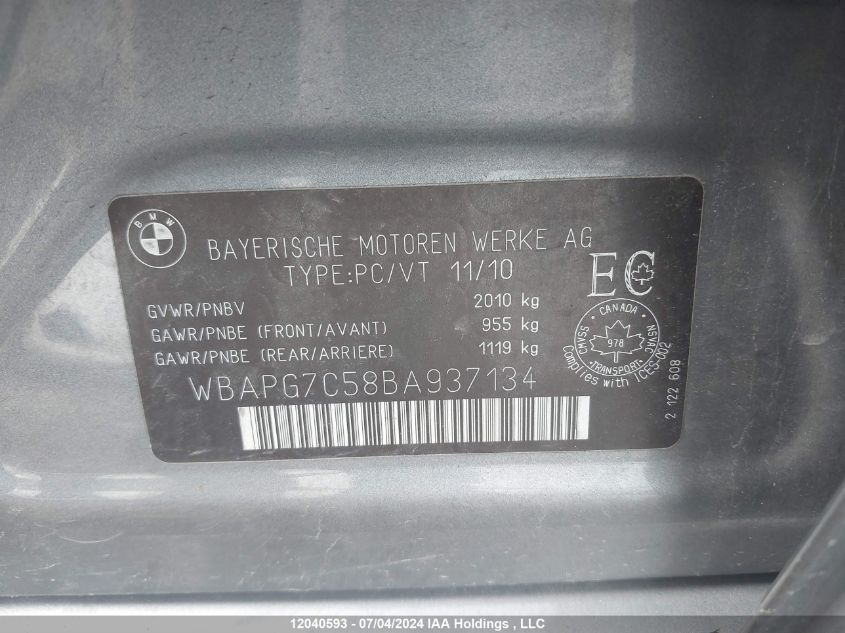 BMW
BAYERISCHE MOTOREN WERKE AG
TYPE:PC/VT 11/10
GVWR/PNBV 2010 kg
GAWR/PNBE (FRONT/AVANT) 955 kg
GAWR/PNBE (REAR/ARRIERE) 1119 kg
WBAPG7C58BA937134
EC
CANADA
CMVSS
NSVAC
978
TRANSPORT
Complies with ICES-002
2 122 608
12040593 - 07/04/2024 IAA Holdings , LLC